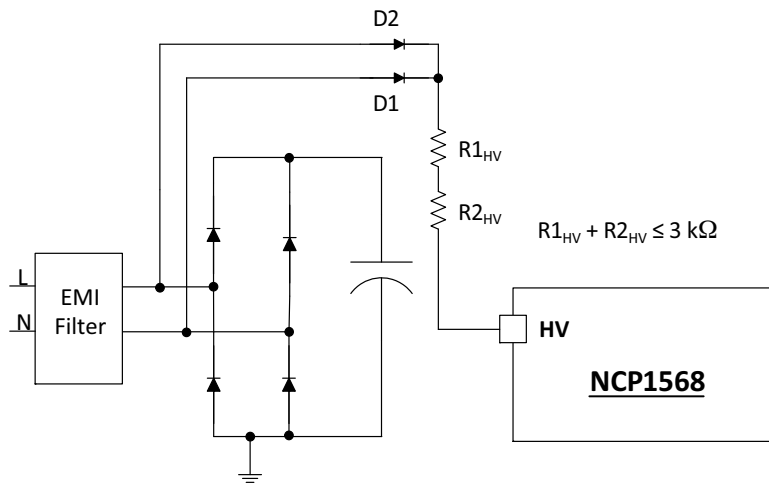 D2
D1
R1HV
R2HV
R1HV + R2HV ≤ 3 kΩ
L
EMI
Filter
N
HV
NCP1568